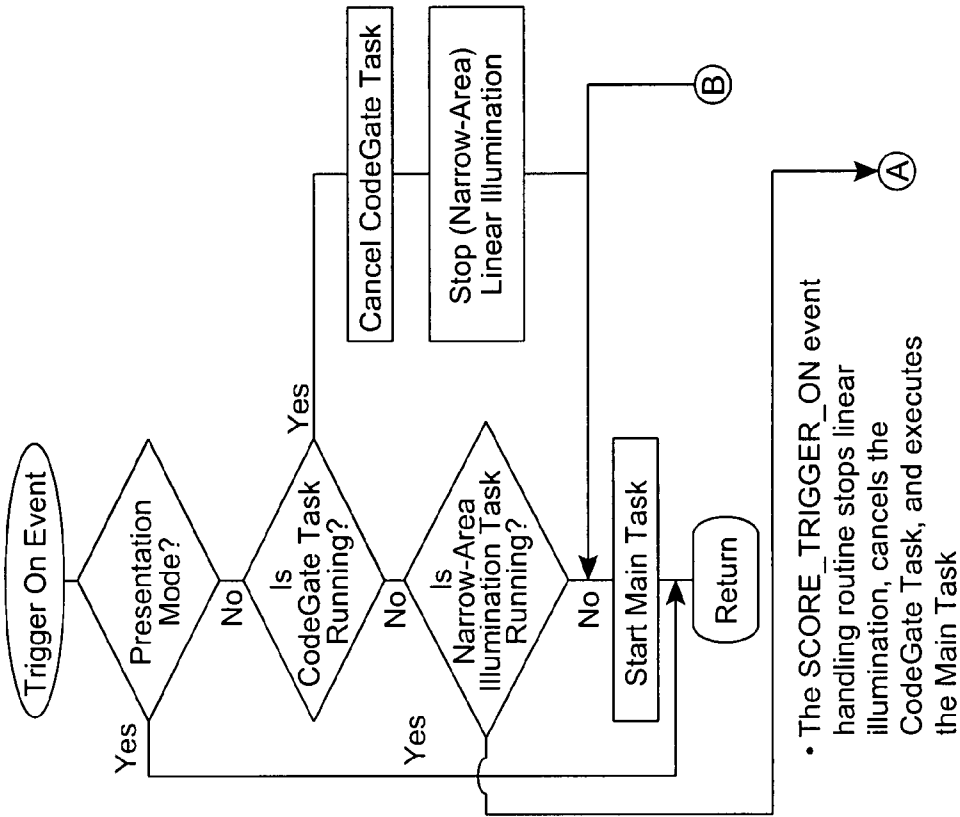 Trigger On Event
Presentation
Mode?
Yes
No
Is
CodeGate Task
Running?
Yes
No
Cancel CodeGate Task
Stop (Narrow-Area)
Linear Illumination
Is
Narrow-Area
Illumination Task
Running?
Yes
No
Start Main Task
Return
B
A
• The SCORE_TRIGGER_ON event
handling routine stops linear
illumination, cancels the
CodeGate Task, and executes
the Main Task